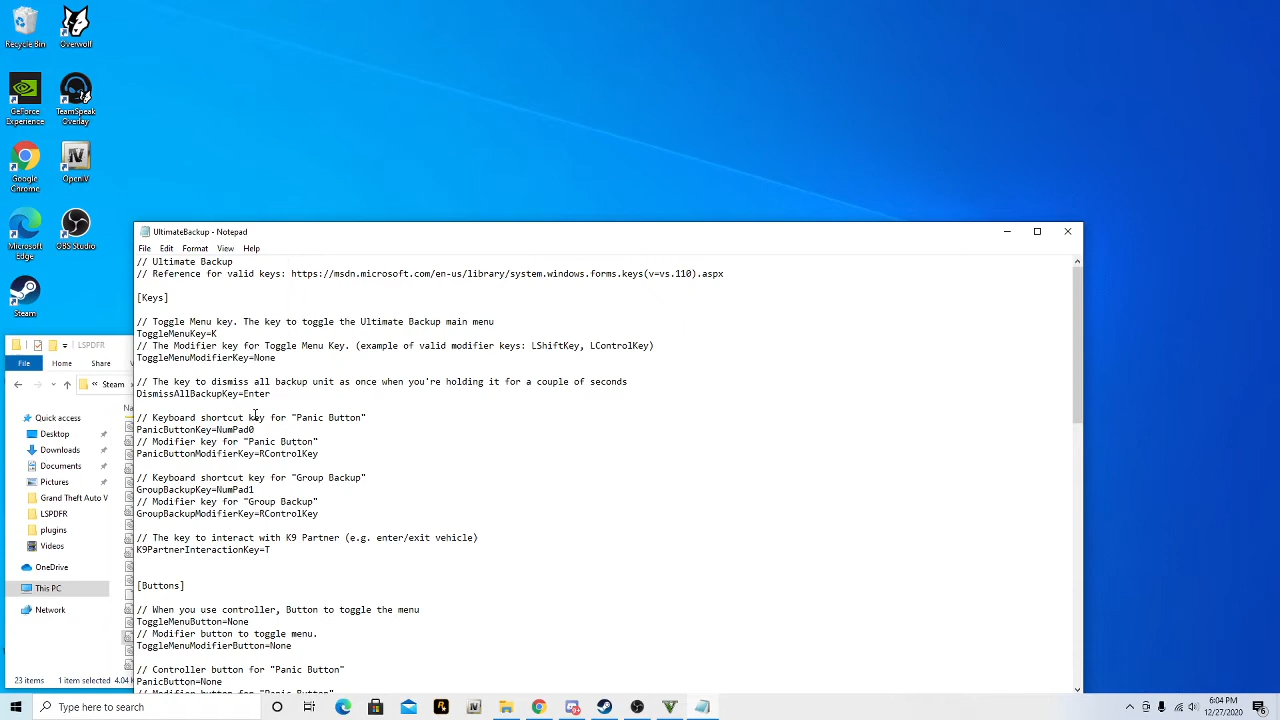 Recycle Bin
Overwolf
GeForce
Experience
TeamSpeak
Overlay
Google
Chrome
OpenIV
Microsoft
Edge
OBS Studio
Steam
LSPDFR
File
Home
Share
Steam
Quick access
Desktop
Downloads
Documents
Pictures
Grand Theft Auto V
LSPDFR
plugins
Videos
OneDrive
This PC
Network
Na
23 items
1 item selected
4.04 K
UltimateBackup - Notepad
File Edit Format View Help
// Ultimate Backup
// Reference for valid keys: https://msdn.microsoft.com/en-us/library/system.windows.forms.keys(v=vs.110).aspx
[Keys]
// Toggle Menu key. The key to toggle the Ultimate Backup main menu
ToggleMenuKey=K
// The Modifier key for Toggle Menu Key. (example of valid modifier keys: LShiftKey, LControlKey)
ToggleMenuModifierKey=None
// The key to dismiss all backup unit as once when you're holding it for a couple of seconds
DismissAllBackupKey=Enter
// Keyboard shortcut key for "Panic Button"
PanicButtonKey=NumPad0
// Modifier key for "Panic Button"
PanicButtonModifierKey=RControlKey
// Keyboard shortcut key for "Group Backup"
GroupBackupKey=NumPad1
// Modifier key for "Group Backup"
GroupBackupModifierKey=RControlKey
// The key to interact with K9 Partner (e.g. enter/exit vehicle)
K9PartnerInteractionKey=T
[Buttons]
// When you use controller, Button to toggle the menu
ToggleMenuButton=None
// Modifier button to toggle menu.
ToggleMenuModifierButton=None
// Controller button for "Panic Button"
PanicButton=None
// Modifier button for "Panic Button"
Type here to search
6:04 PM
12/27/2020